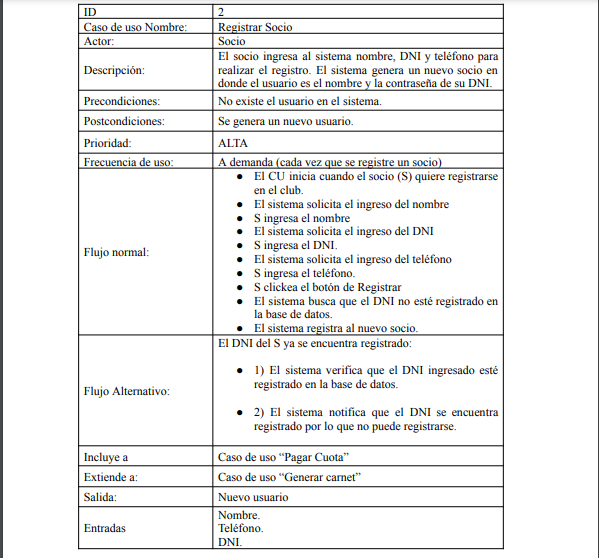 ID 2
Caso de uso Nombre: Registrar Socio
Actor: Socio
Descripción: El socio ingresa al sistema nombre, DNI y teléfono para
realizar el registro. El sistema genera un nuevo socio en
donde el usuario es el nombre y la contraseña de su DNI.
Precondiciones: No existe el usuario en el sistema.
Postcondiciones: Se genera un nuevo usuario.
Prioridad: ALTA
Frecuencia de uso: A demanda (cada vez que se registre un socio)
Flujo normal:
● El CU inicia cuando el socio (S) quiere registrarse
en el club.
● El sistema solicita el ingreso del nombre
● S ingresa el nombre
● El sistema solicita el ingreso del DNI
● S ingresa el DNI.
● El sistema solicita el ingreso del teléfono
● S ingresa el teléfono.
● S clickea el botón de Registrar
● El sistema busca que el DNI no esté registrado en
la base de datos.
● El sistema registra al nuevo socio.
Flujo Alternativo:
El DNI del S ya se encuentra registrado:
● 1) El sistema verifica que el DNI ingresado esté
registrado en la base de datos.
● 2) El sistema notifica que el DNI se encuentra
registrado por lo que no puede registrarse.
Incluye a Caso de uso “Pagar Cuota”
Extiende a: Caso de uso “Generar carnet”
Salida: Nuevo usuario
Entradas
Nombre.
Teléfono.
DNI.